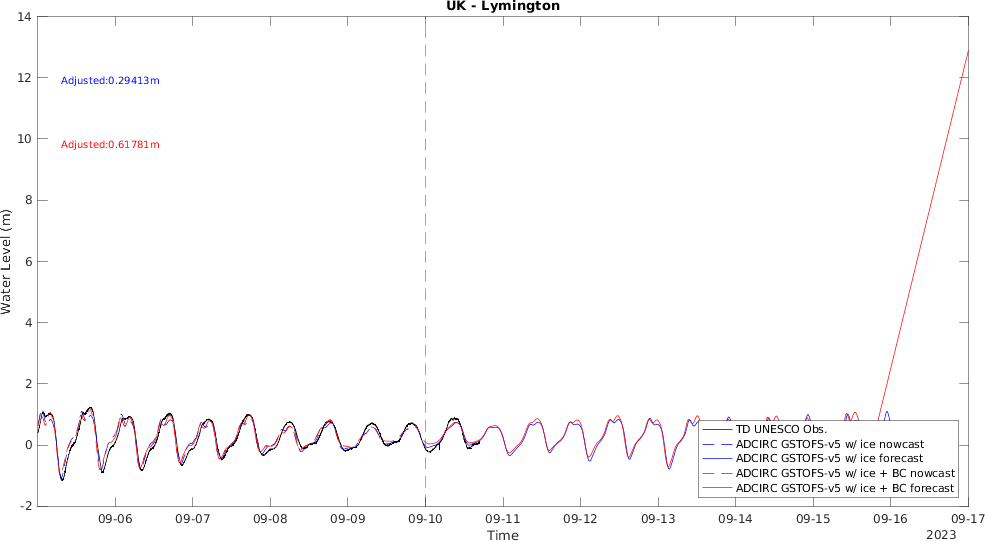 UK - Lymington
14
12
10
8
6
4
2
0
-2
Water Level (m)
Adjusted:0.29413m
Adjusted:0.61781m
TD UNESCO Obs.
ADCIRC GSTOFS-v5 w/ ice nowcast
ADCIRC GSTOFS-v5 w/ ice forecast
ADCIRC GSTOFS-v5 w/ ice + BC nowcast
ADCIRC GSTOFS-v5 w/ ice + BC forecast
09-06 09-07 09-08 09-09 09-10 09-11 09-12 09-13 09-14 09-15 09-16 09-17
Time
2023